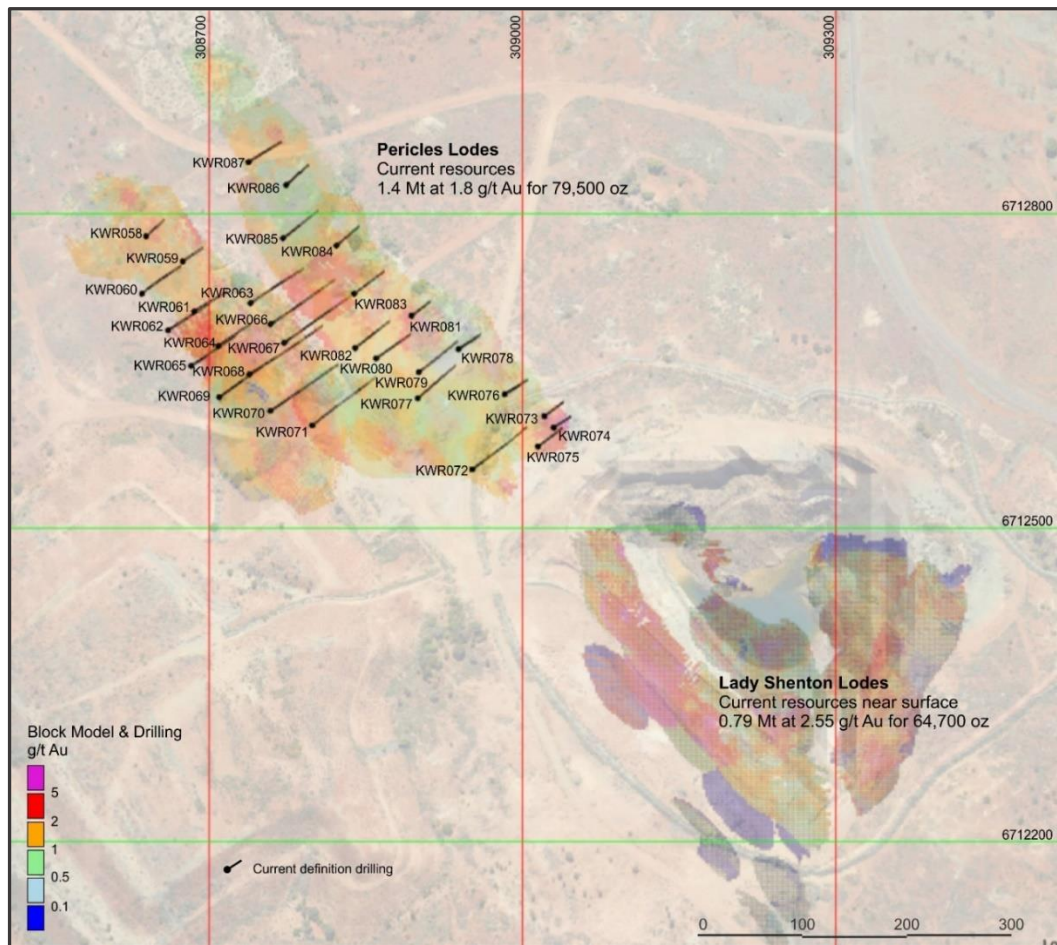 308700
309000
309300
Pericles Lodes
Current resources
1.4 Mt at 1.8 g/t Au for 79,500 oz
KWR087
KWR086
6712800
KWR058
KWR085
KWR084
KWR059
KWR060
KWR063
KWR083
KWR061
KWR081
KWR062
KWR066
KWR064
KWR067
KWR082
KWR078
KWR065
KWR068
KWR080
KWR079
KWR069
KWR076
KWR077
KWR070
KWR073
KWR071
KWR074
KWR075
KWR072
6712500
Lady Shenton Lodes
Current resources near surface
0.79 Mt at 2.55 g/t Au for 64,700 oz
Block Model & Drilling
g/t Au
5
2
1
0.5
0.1
6712200
Current definition drilling
0 100 200 300